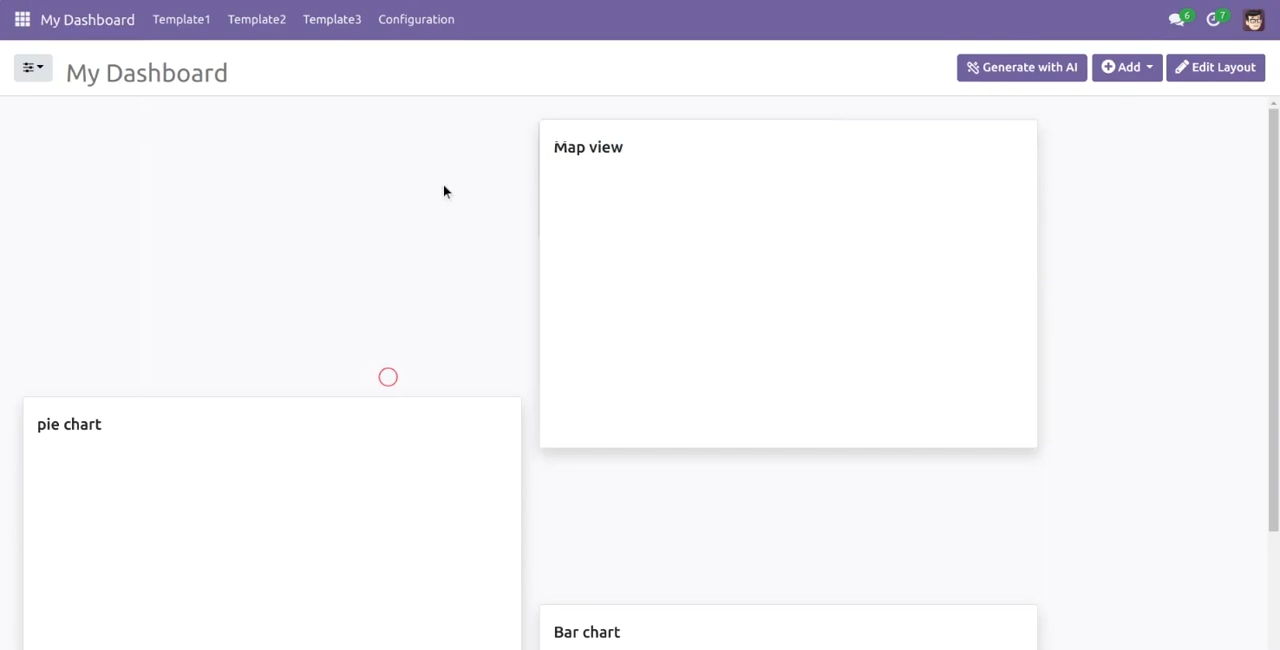 My Dashboard Template1 Template2 Template3 Configuration 6 7
My Dashboard Generate with AI Add Edit Layout
Map view
pie chart
Bar chart